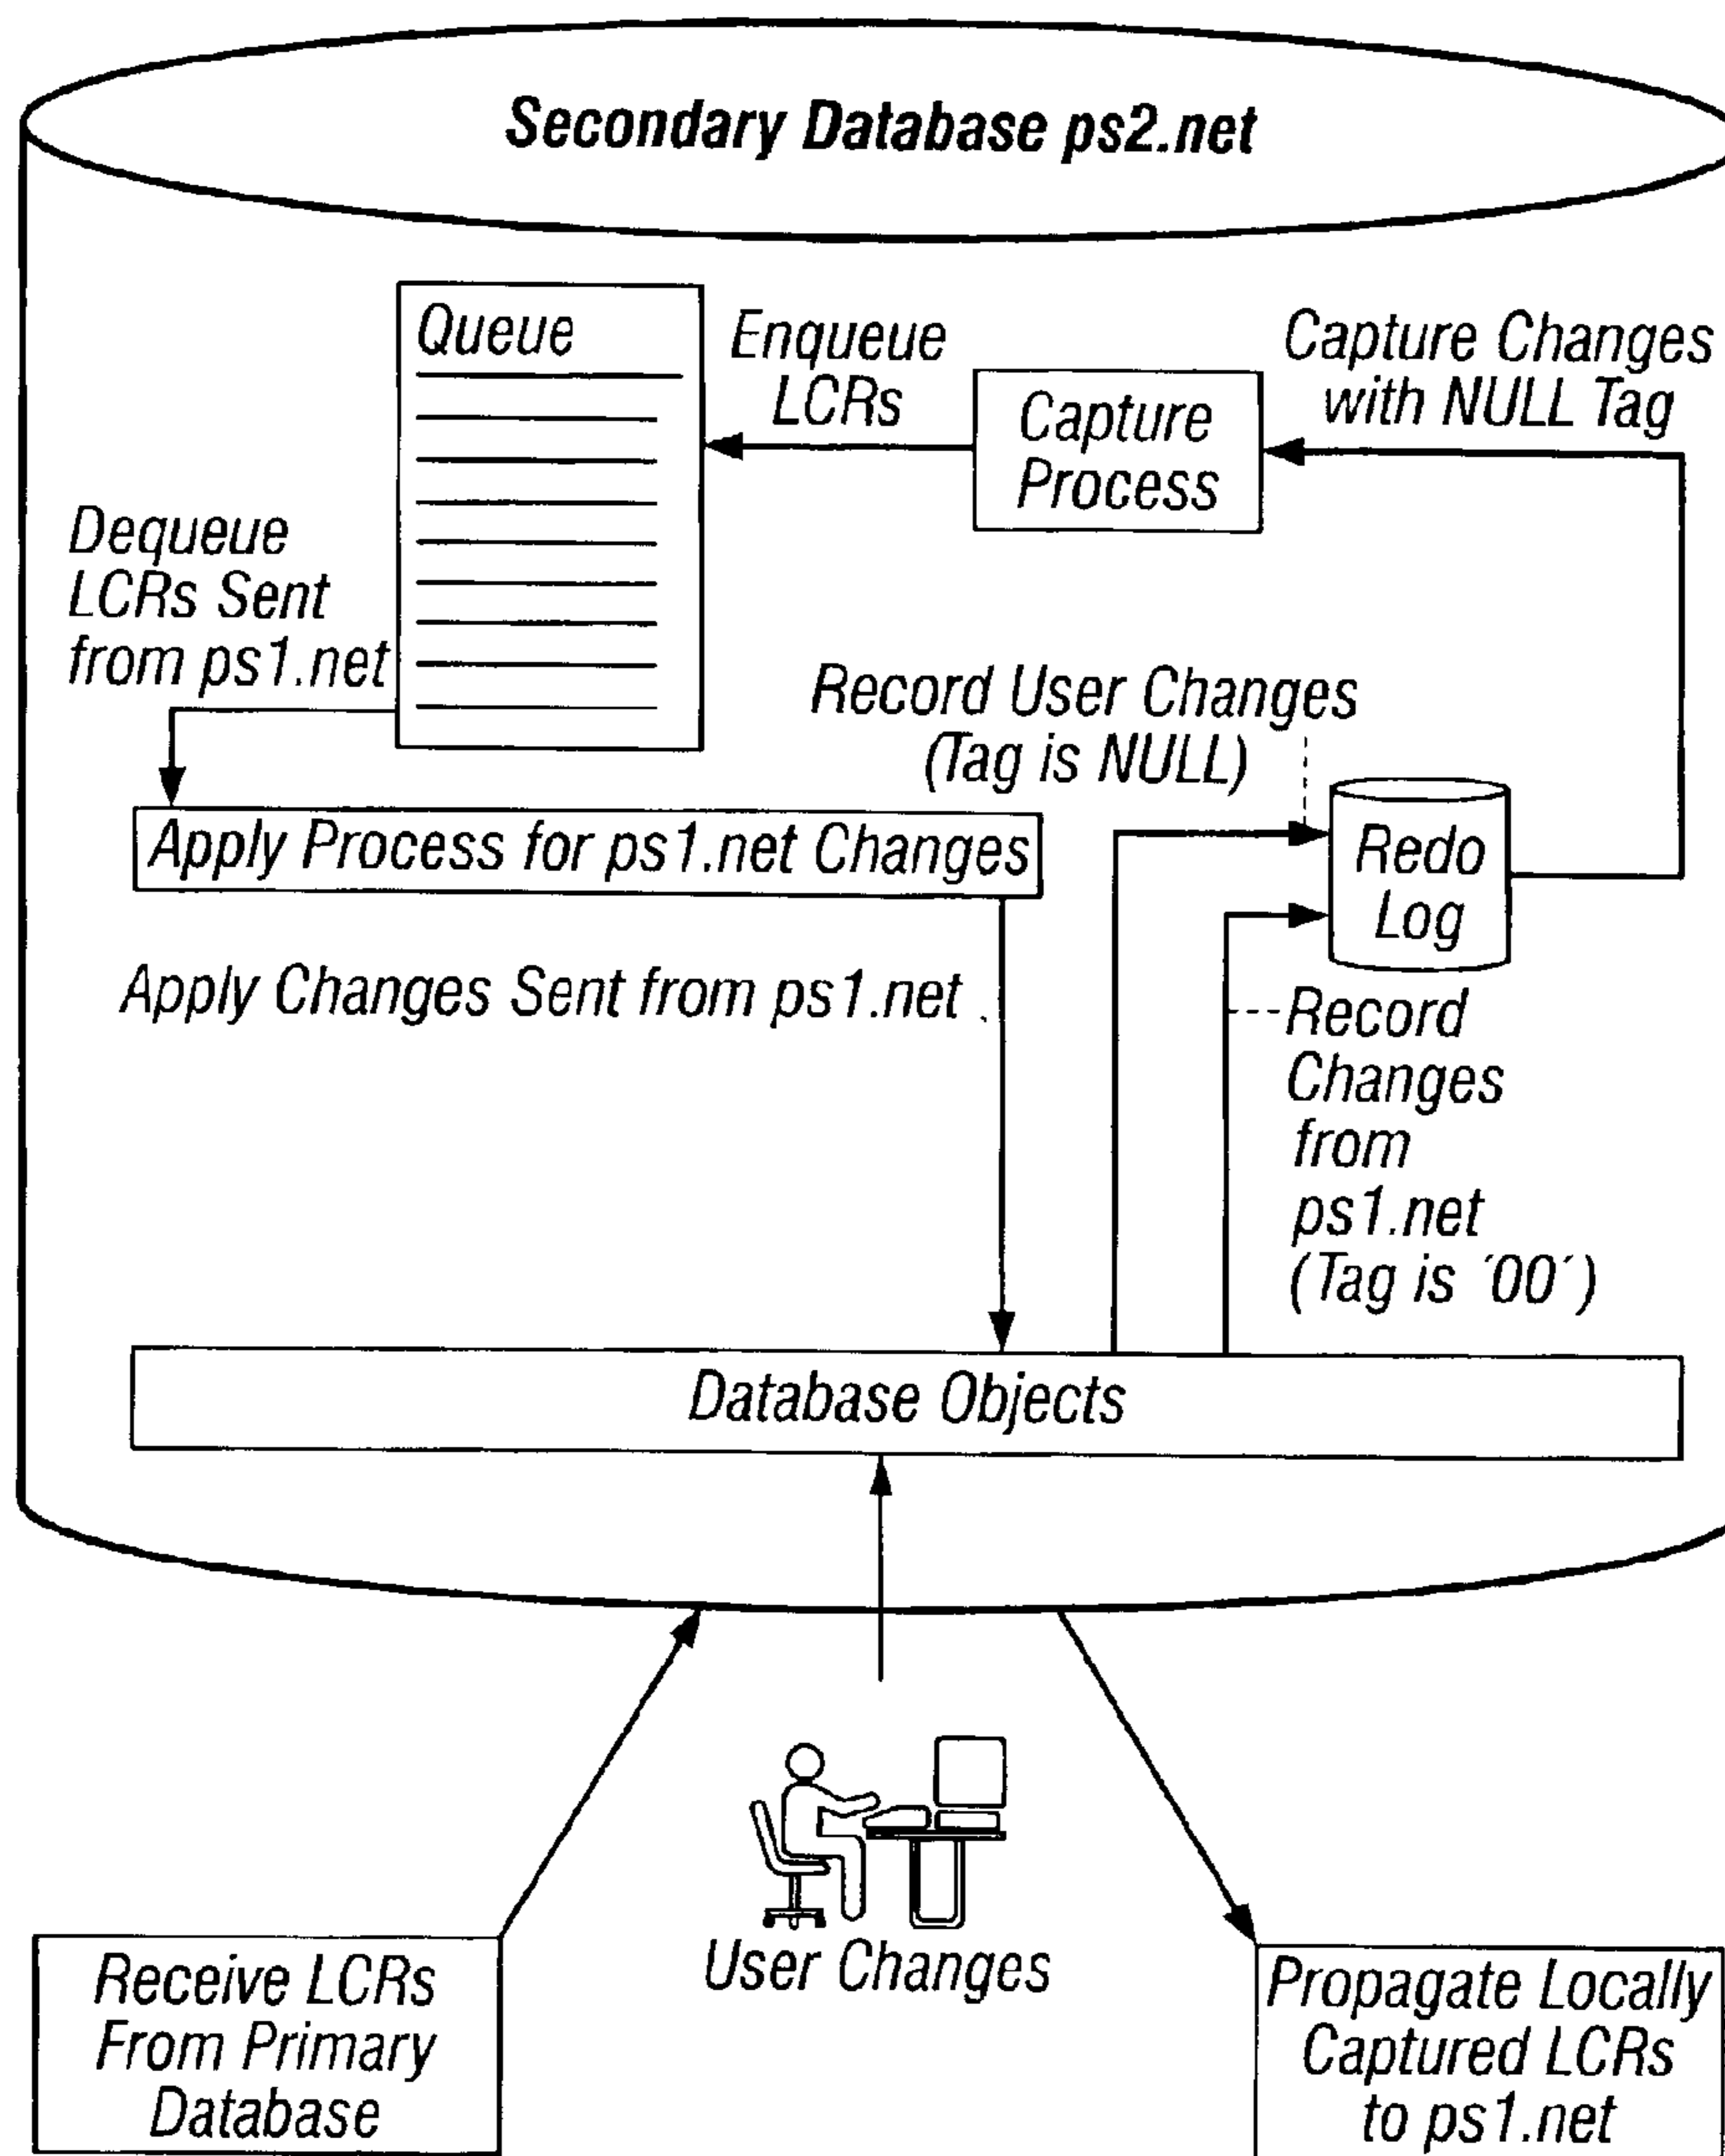 Secondary Database ps2.net
Queue
Enqueue
LCRs
Capture Changes
with NULL Tag
Capture
Process
Dequeue
LCRs Sent
from ps1.net
Record User Changes
(Tag is NULL)
Apply Process for ps1.net Changes
Redo
Log
Apply Changes Sent from ps1.net
Record
Changes
from
ps1.net
(Tag is ´00´)
Database Objects
User Changes
Receive LCRs
From Primary
Database
Propagate Locally
Captured LCRs
to ps1.net